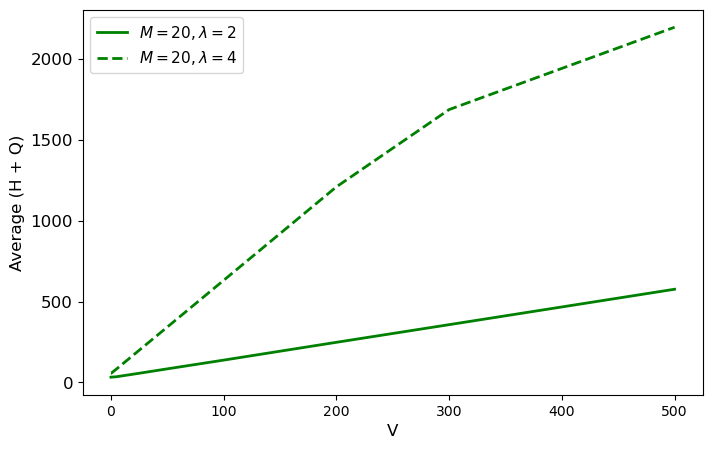 M = 20, λ = 2
M = 20, λ = 4
Average (H + Q)
2000
1500
1000
500
0
0 100 200 300 400 500
V